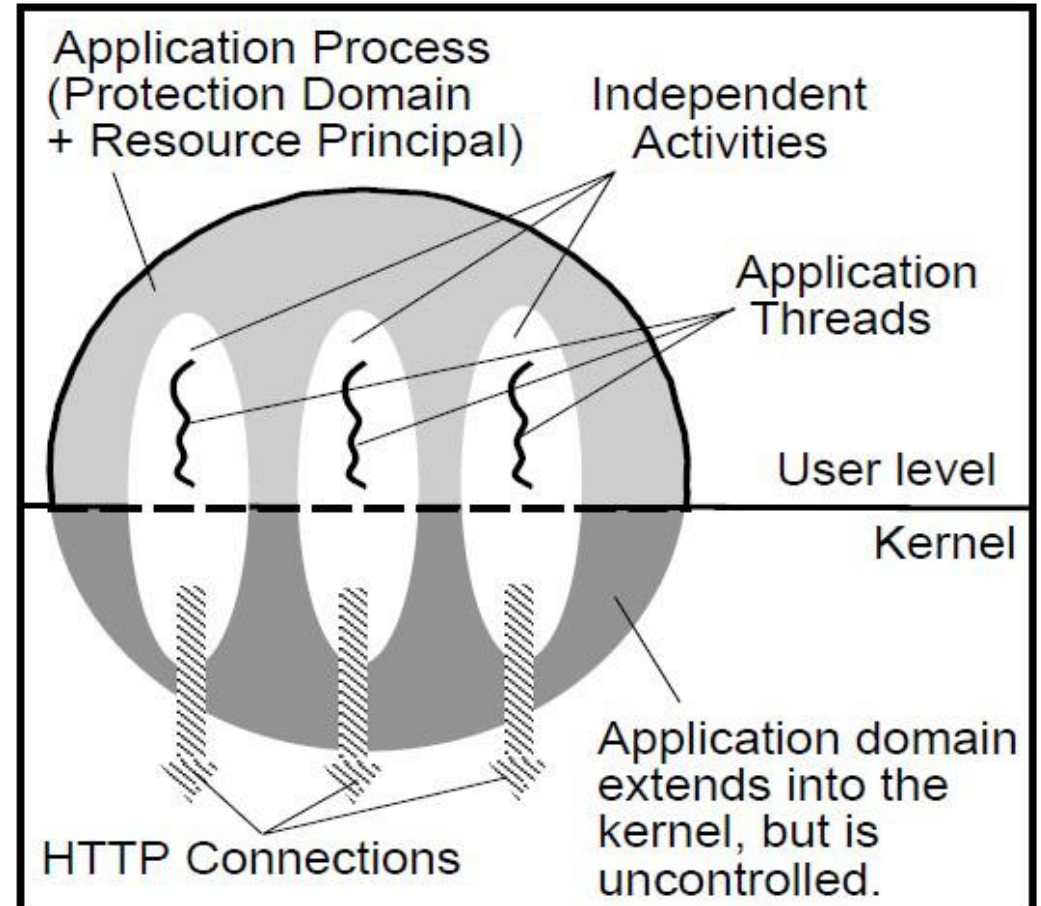 Application Process
(Protection Domain
+ Resource Principal)
Independent
Activities
Application
Threads
User level
Kernel
Application domain
extends into the
kernel, but is
uncontrolled.
HTTP Connections